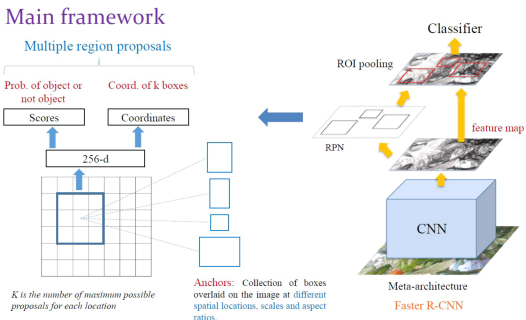 Main framework
Multiple region proposals
Prob. of object or
not object
Coord. of k boxes
Scores
Coordinates
256-d
K is the number of maximum possible
proposals for each location
Anchors: Collection of boxes
overlaid on the image at different
spatial locations, scales and aspect
ratios.
Classifier
ROI pooling
RPN
feature map
CNN
Meta-architecture
Faster R-CNN